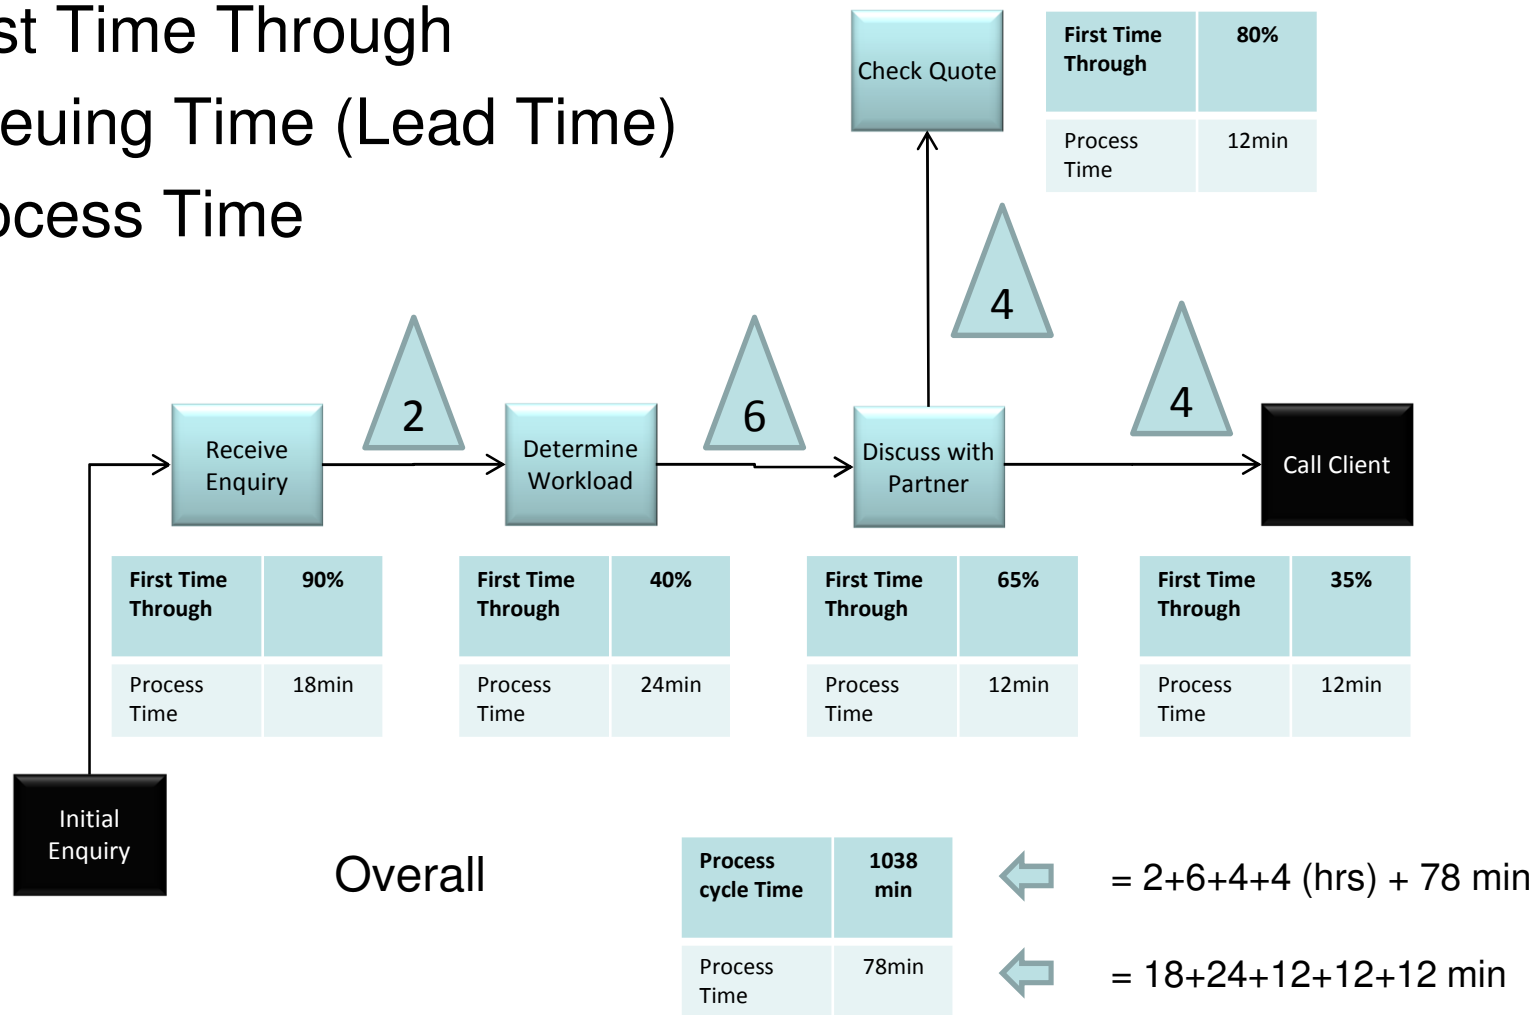 st Time Through
euing Time (Lead Time)
ocess Time
Check Quote
First Time
Through
80%
Process
Time
12min
4
2
6
4
Receive
Enquiry
Determine
Workload
Discuss with
Partner
Call Client
First Time
Through
90%
Process
Time
18min
First Time
Through
40%
Process
Time
24min
First Time
Through
65%
Process
Time
12min
First Time
Through
35%
Process
Time
12min
Initial
Enquiry
Overall
Process
cycle Time
1038
min
= 2+6+4+4 (hrs) + 78 min
Process
Time
78min
= 18+24+12+12+12 min